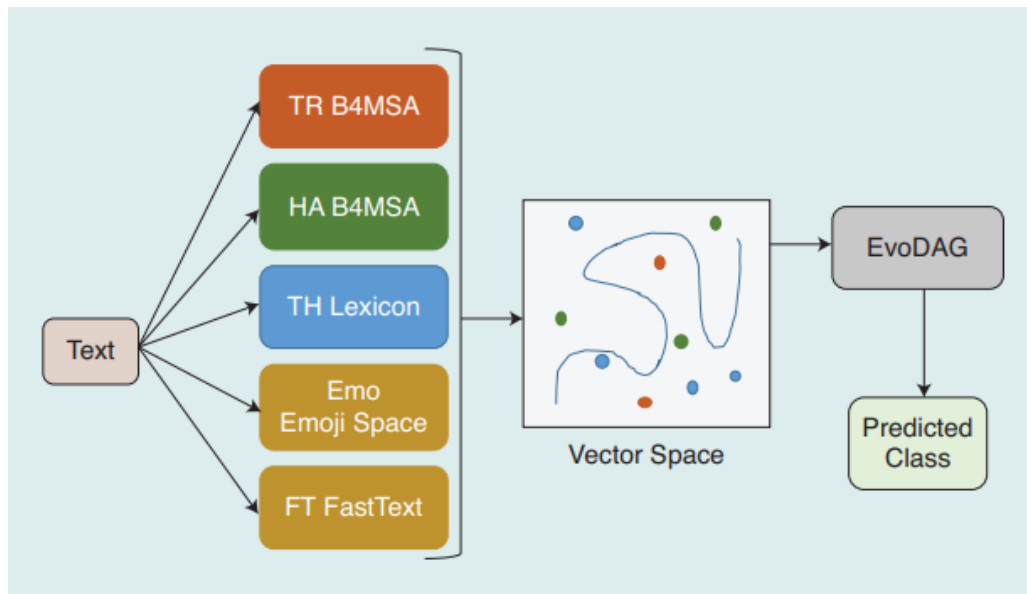 TR B4MSA
HA B4MSA
TH Lexicon
Text
Emo
Emoji Space
FT FastText
Vector Space
EvoDAG
Predicted
Class